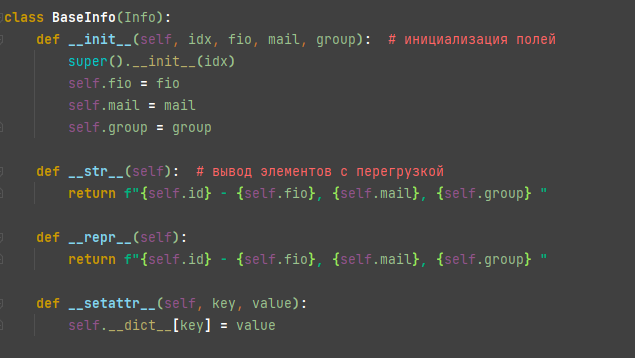 class BaseInfo(Info):
    def __init__(self, idx, fio, mail, group):  # инициализация полей
        super().__init__(idx)
        self.fio = fio
        self.mail = mail
        self.group = group
    def __str__(self):  # вывод элементов с перегрузкой
        return f"{self.id} - {self.fio}, {self.mail}, {self.group} "
    def __repr__(self):
        return f"{self.id} - {self.fio}, {self.mail}, {self.group} "
    def __setattr__(self, key, value):
        self.__dict__[key] = value